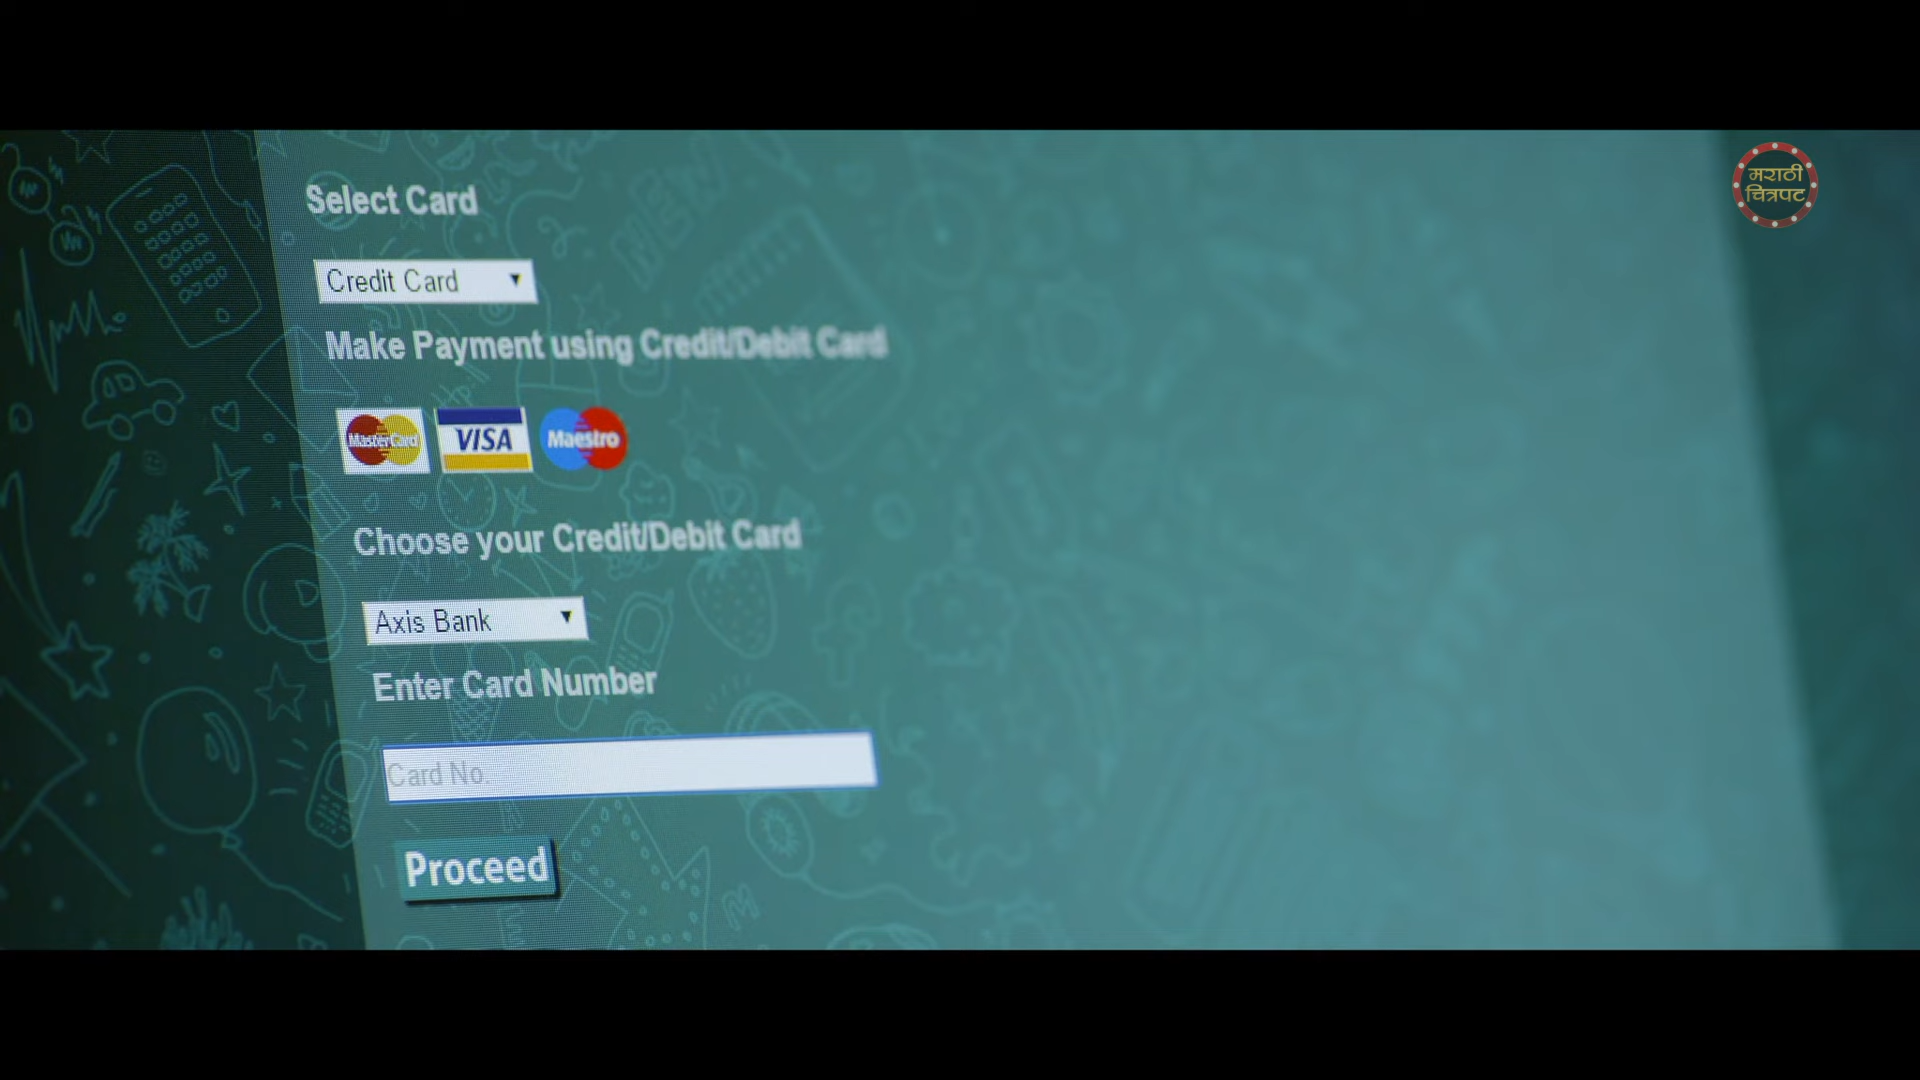 मराठी
चित्रपट
Select Card
Credit Card
Make Payment using Credit/Debit Card
MasterCard VISA Maestro
Choose your Credit/Debit Card
Axis Bank
Enter Card Number
Card No.
Proceed